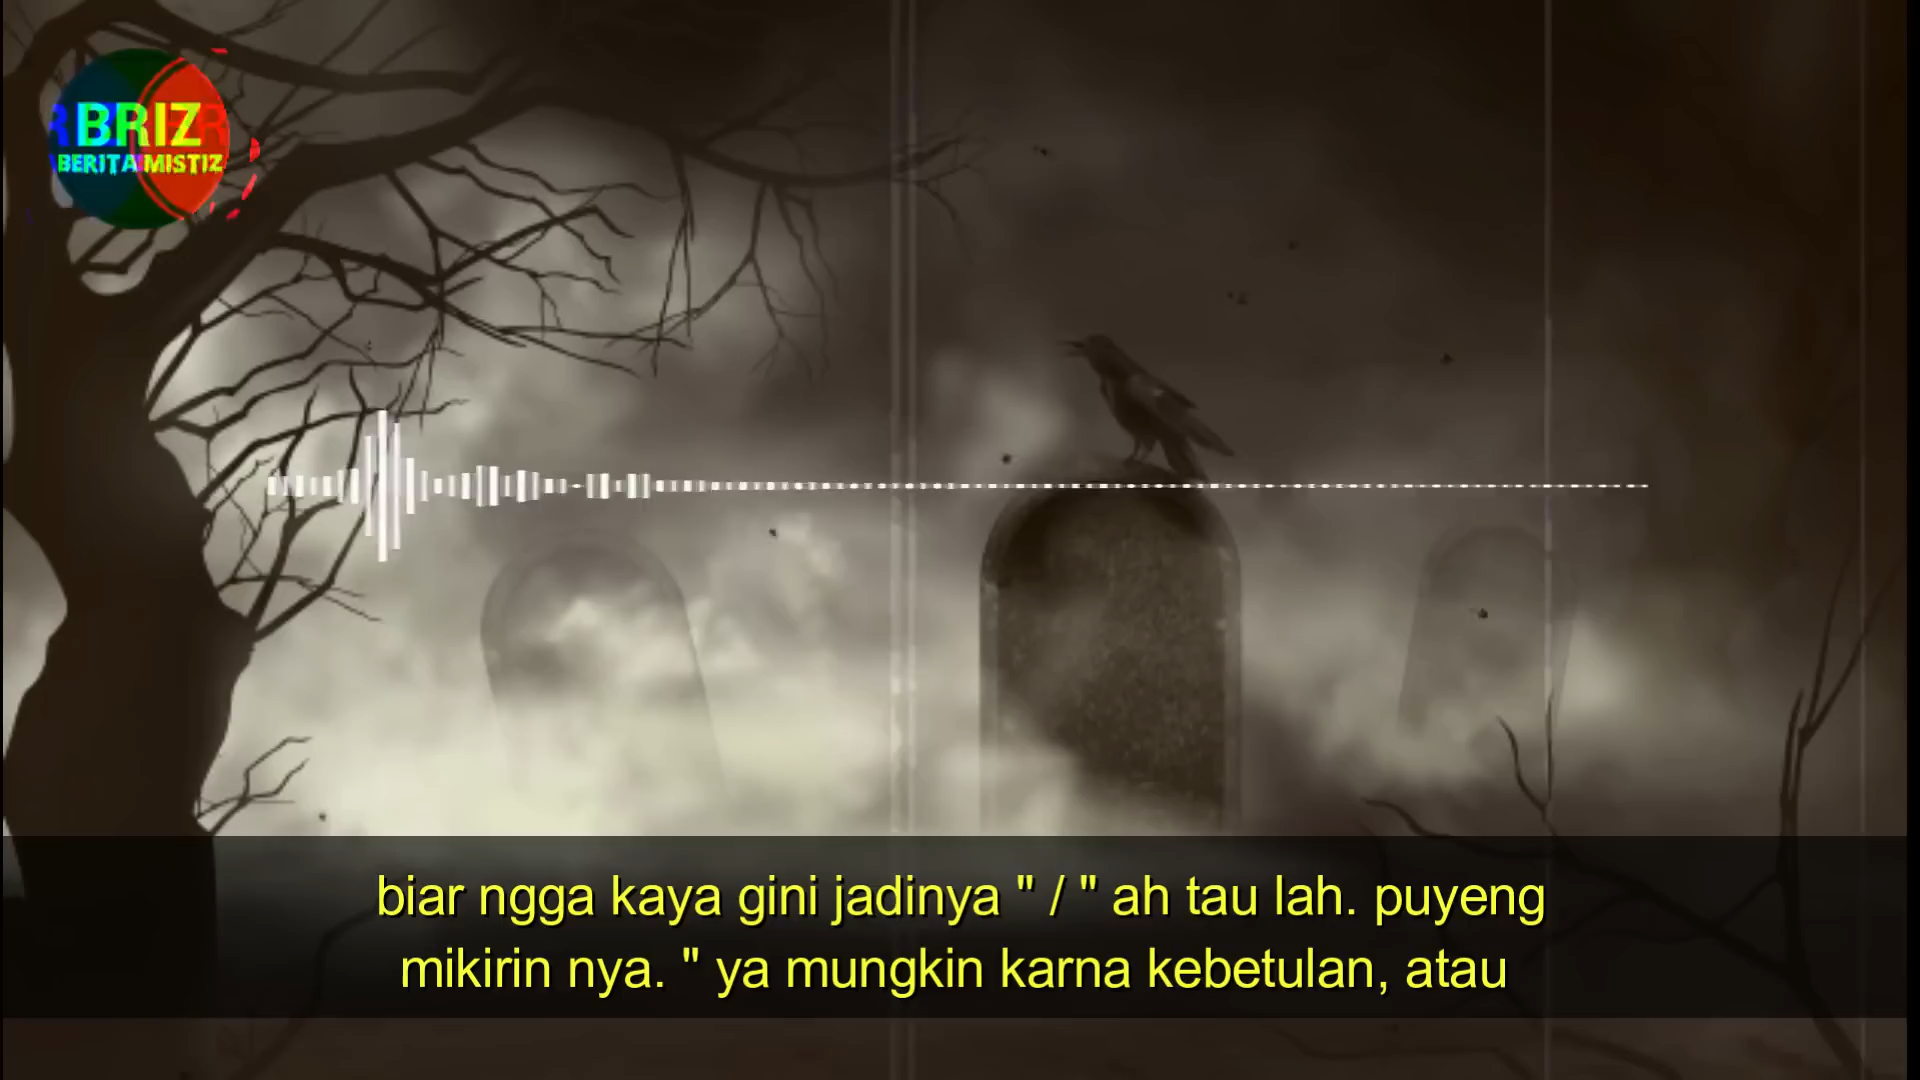 BRIZ
BERITA MISTIZ
biar ngga kaya gini jadinya " / " ah tau lah. puyeng
mikirin nya. " ya mungkin karna kebetulan, atau